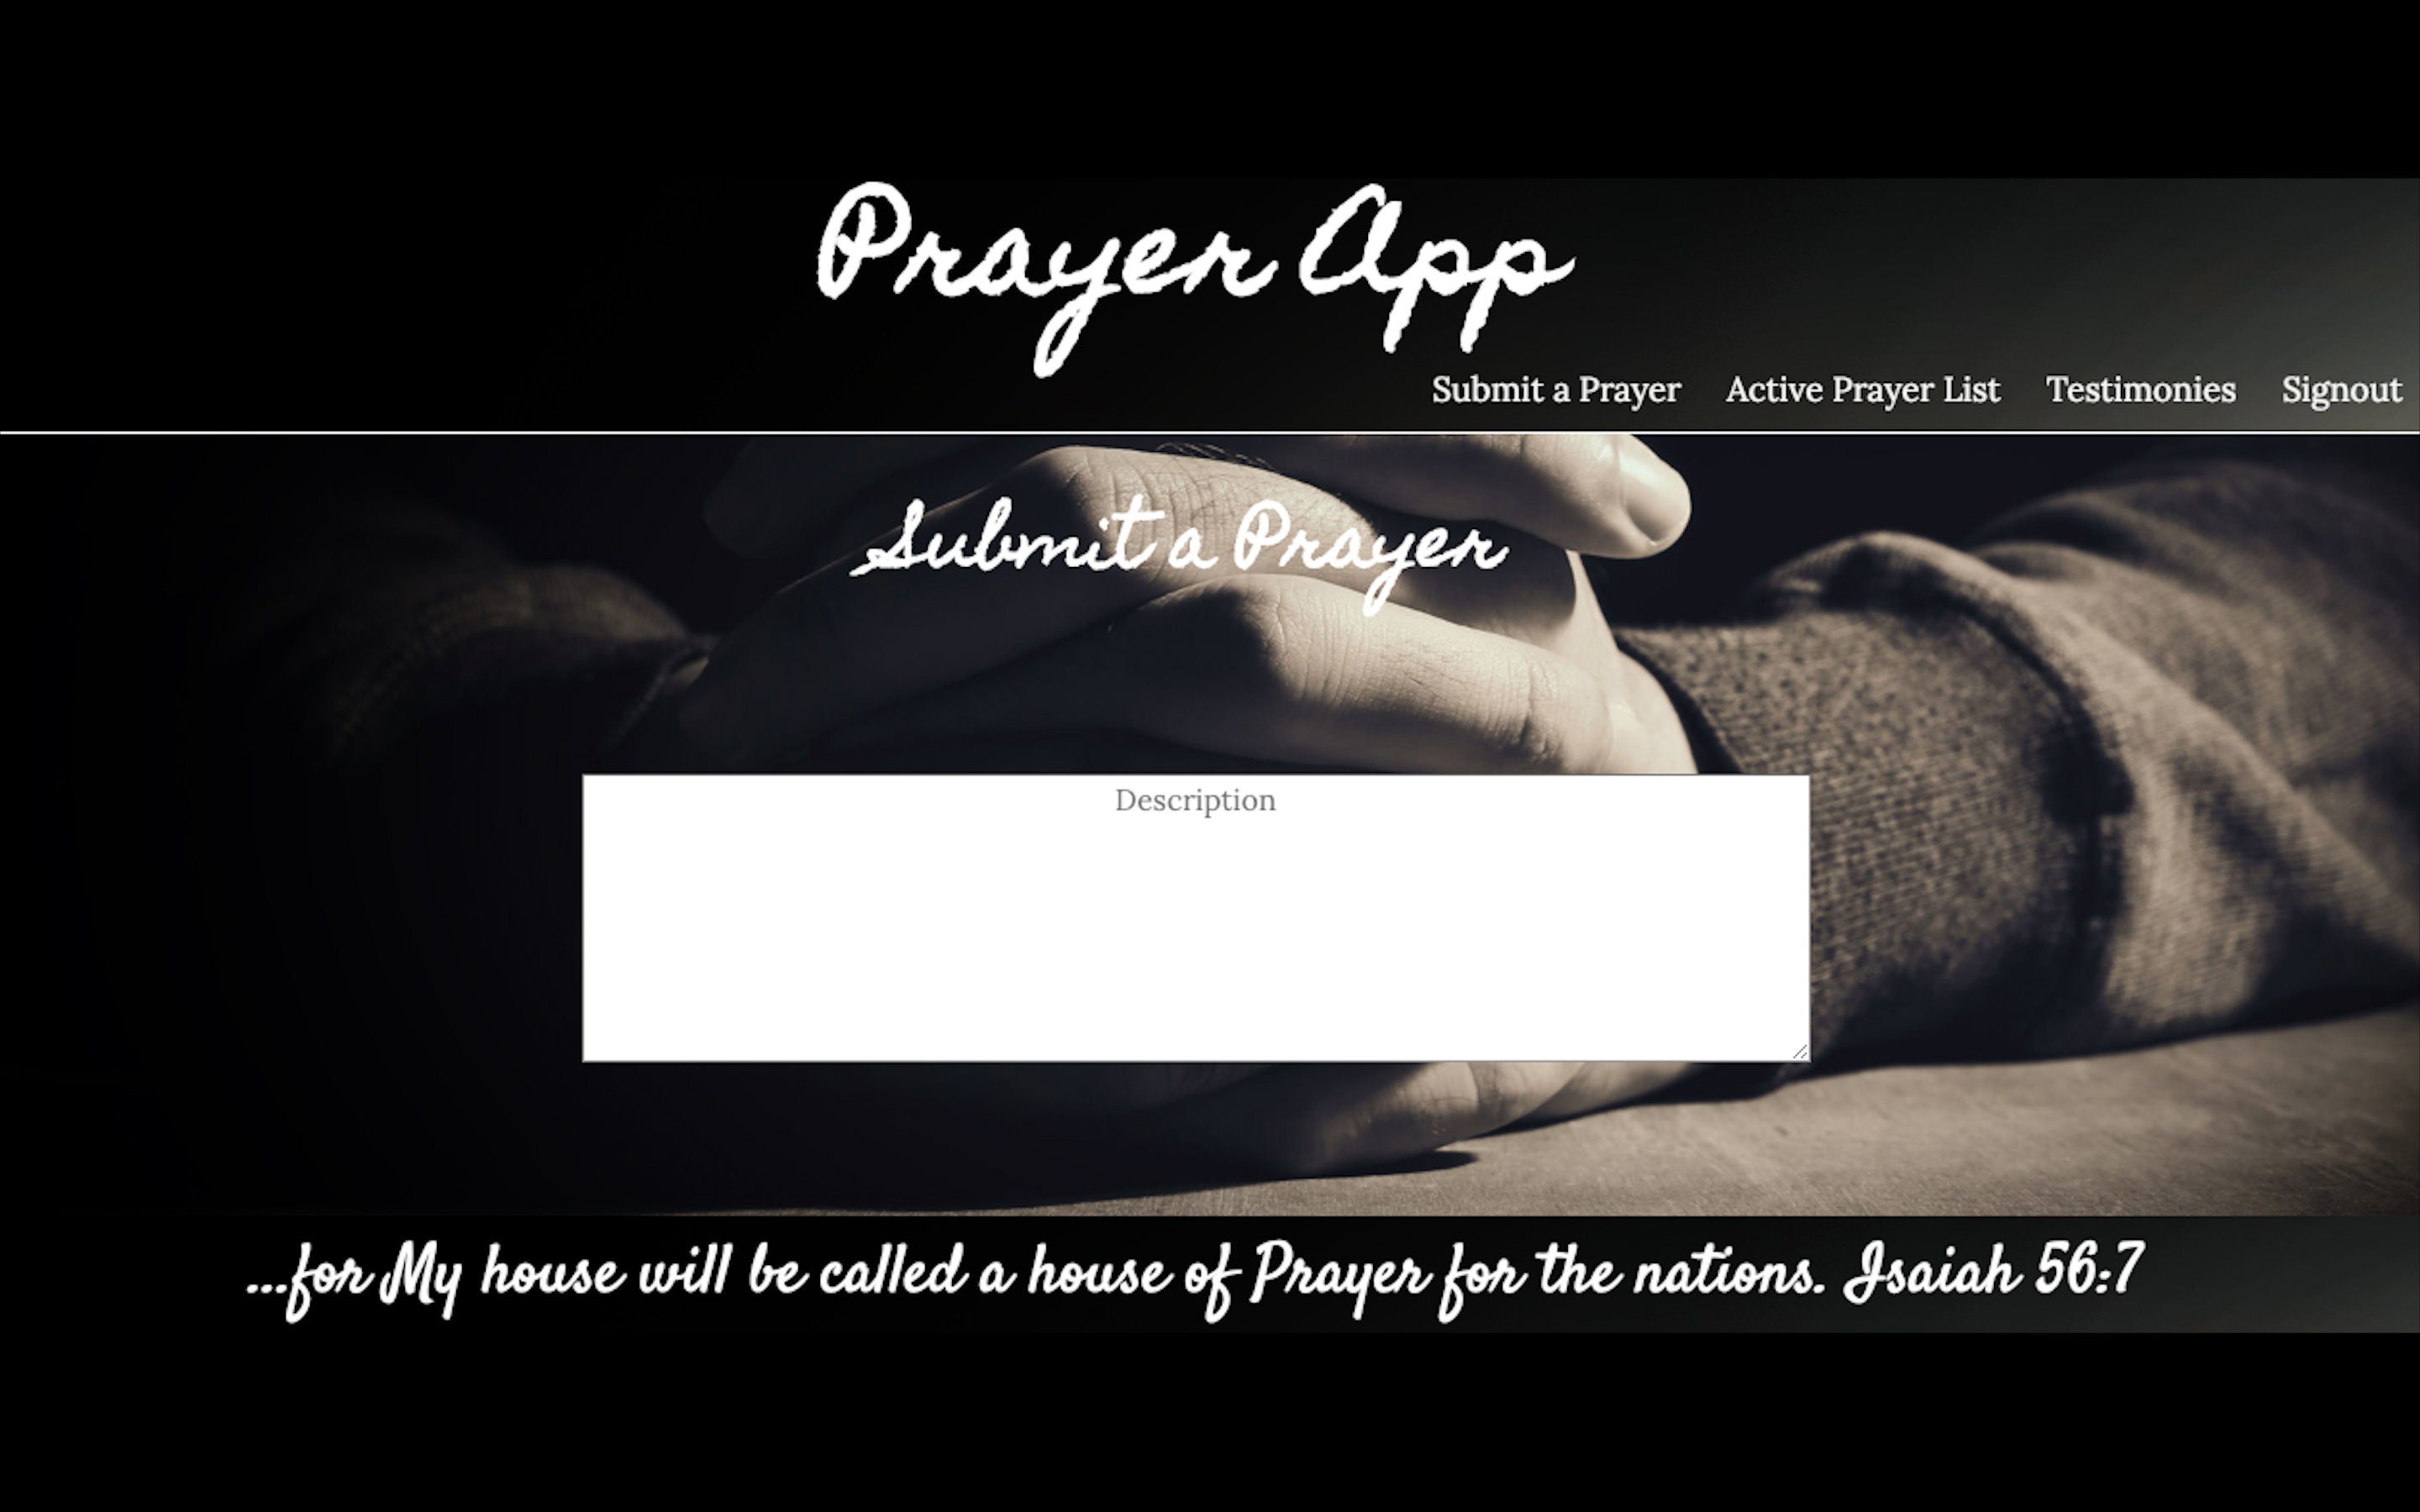 Prayer App
Submit a Prayer Active Prayer List Testimonies Signout
Submit a Prayer
Description
...for My house will be called a house of Prayer for the nations. Isaiah 56:7